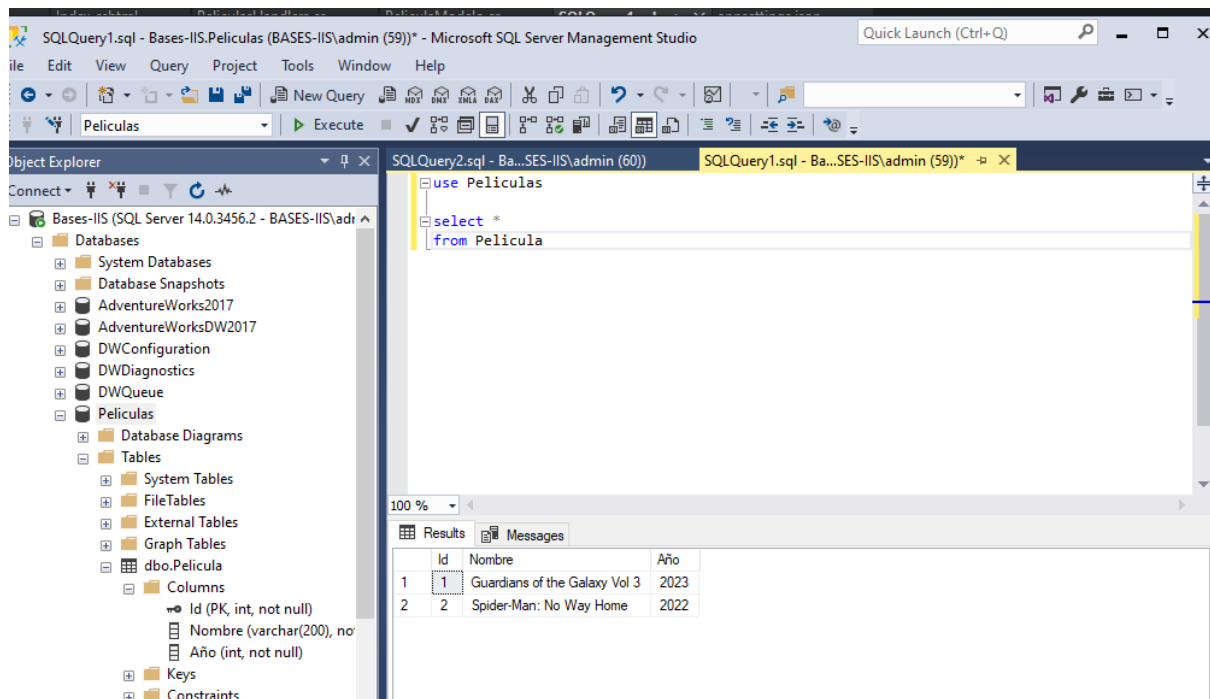 SQLQuery1.sql - Bases-IIS.Peliculas (BASES-IIS\admin (59))* - Microsoft SQL Server Management Studio
Quick Launch (Ctrl+Q)
ile Edit View Query Project Tools Window Help
New Query MDX DMX XMLA DAX
Peliculas Execute
Object Explorer
SQLQuery2.sql - Ba...SES-IIS\admin (60))
SQLQuery1.sql - Ba...SES-IIS\admin (59))*
Connect
Bases-IIS (SQL Server 14.0.3456.2 - BASES-IIS\adr
Databases
System Databases
Database Snapshots
AdventureWorks2017
AdventureWorksDW2017
DWConfiguration
DWDiagnostics
DWQueue
Peliculas
Database Diagrams
Tables
System Tables
FileTables
External Tables
Graph Tables
dbo.Pelicula
Columns
Id (PK, int, not null)
Nombre (varchar(200), no
Año (int, not null)
Keys
Constraints
use Peliculas
select *
from Pelicula
100 %
Results Messages
Id Nombre Año
1 1 Guardians of the Galaxy Vol 3 2023
2 2 Spider-Man: No Way Home 2022